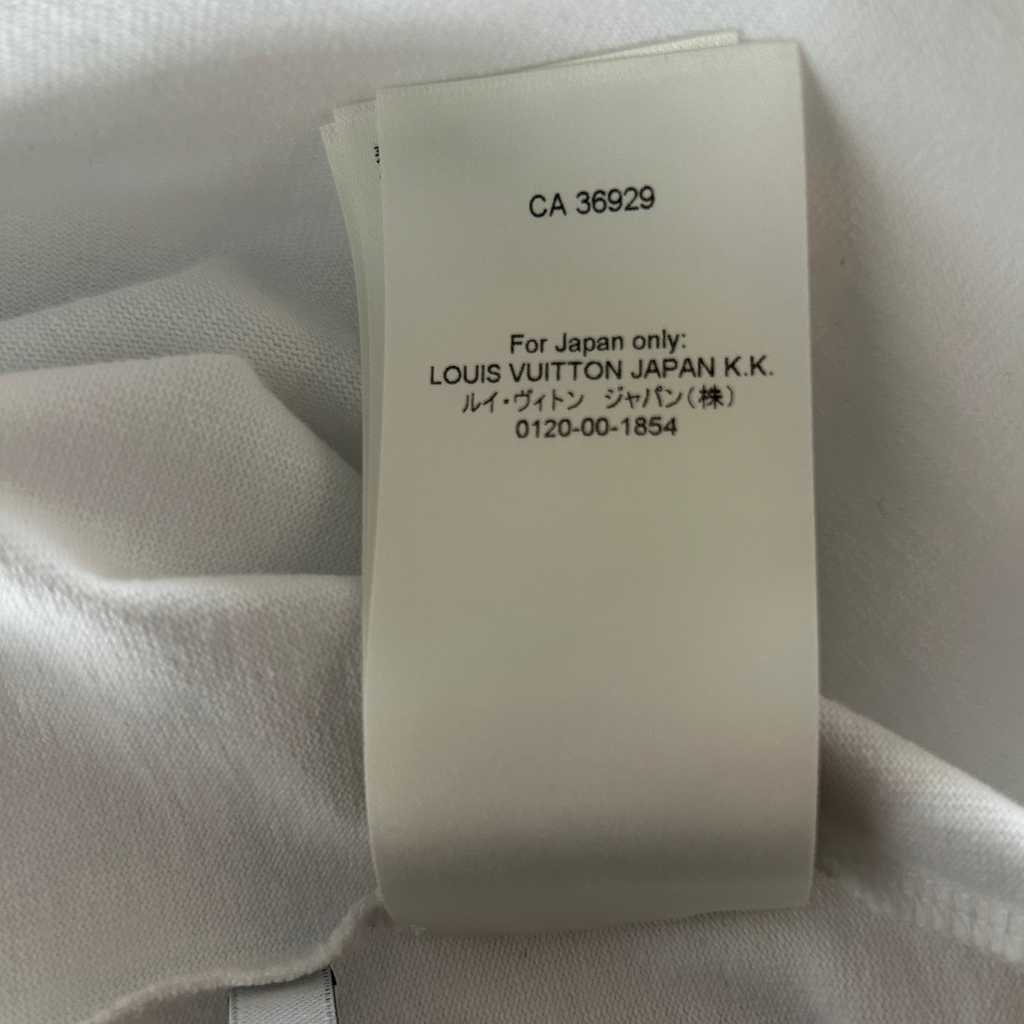 CA 36929
For Japan only:
LOUIS VUITTON JAPAN K.K.
ルイ・ヴィトン ジャパン(株)
0120-00-1854